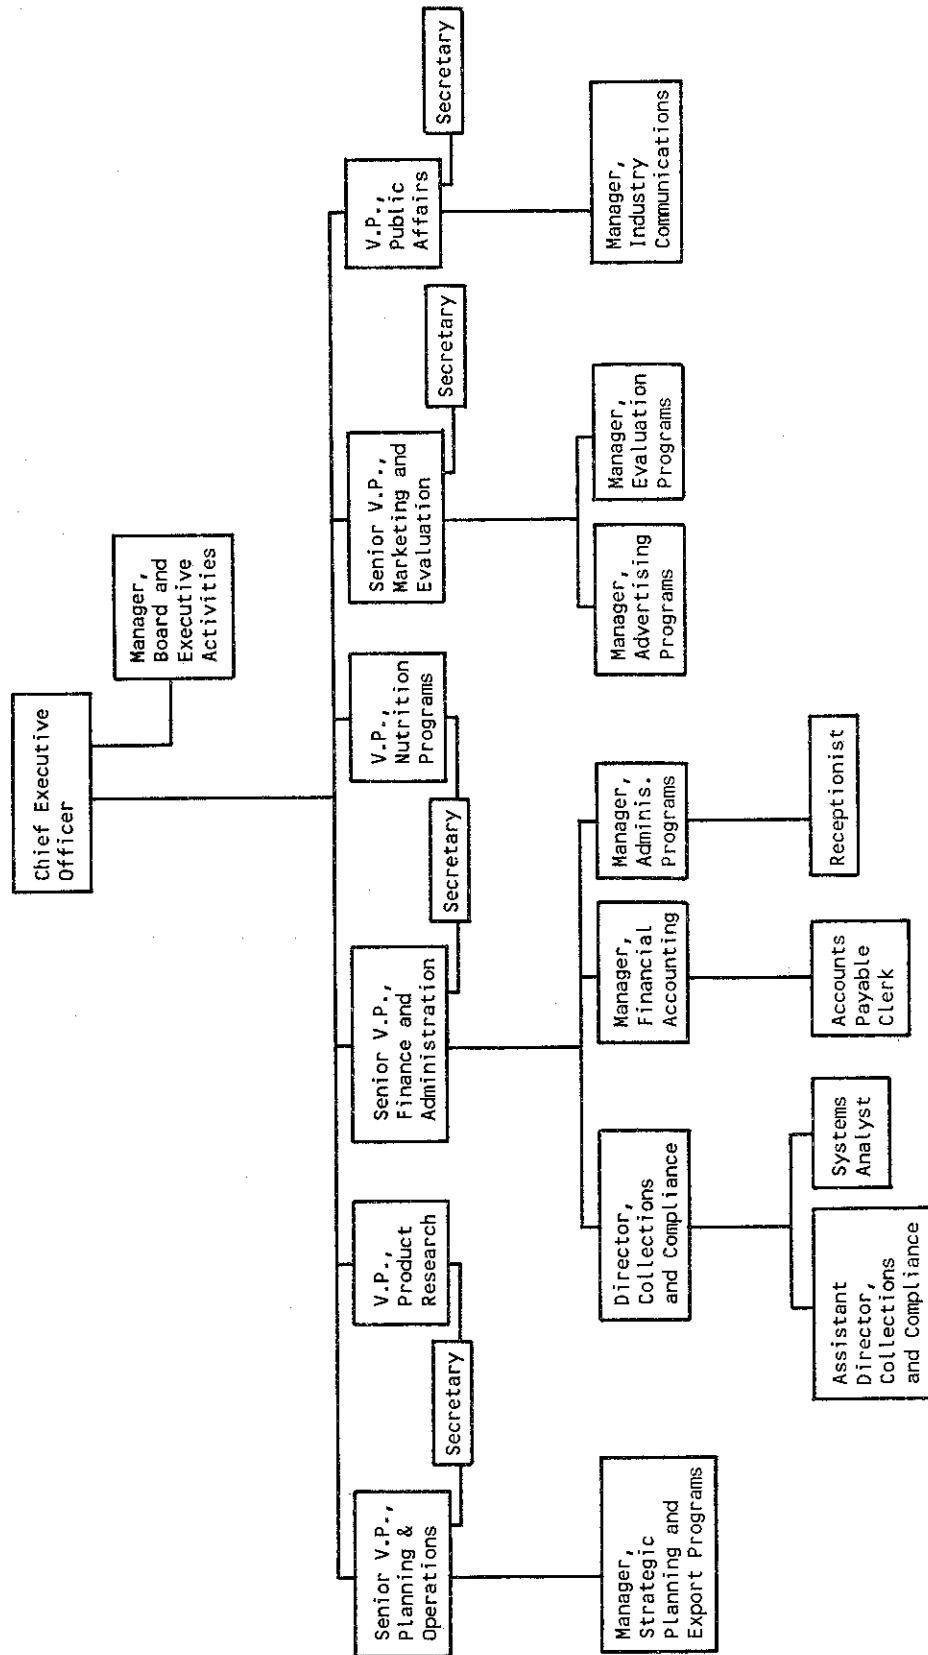 Chief Executive
Officer
Manager,
Board and
Executive
Activities
Senior V.P.,
Planning &
Operations
V.P.,
Product
Research
Senior V.P.,
Finance and
Administration
V.P.,
Nutrition
Programs
Senior V.P.,
Marketing and
Evaluation
V.P.,
Public
Affairs
Secretary
Secretary
Secretary
Secretary
Manager,
Strategic
Planning and
Export Programs
Director,
Collections
and Compliance
Manager,
Financial
Accounting
Manager,
Adminis.
Programs
Manager,
Advertising
Programs
Manager,
Evaluation
Programs
Manager,
Industry
Communications
Assistant
Director,
Collections
and Compliance
Systems
Analyst
Accounts
Payable
Clerk
Receptionist